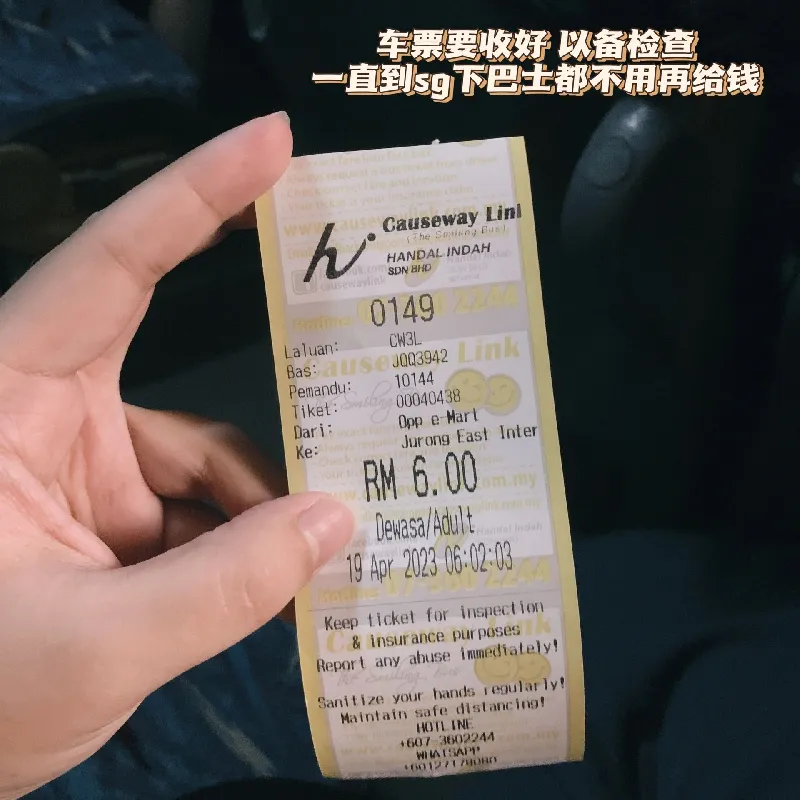 车票要收好 以备检查
一直到sg下巴士都不用再给钱
Causeway Link
(The Smiling Bus)
HANDAL INDAH
SDN BHD
0149
Laluan: CW3L
Bas: JQQ3942
Pemandu: 10144
Tiket: 00040438
Dari: Opp e-Mart
Ke: Jurong East Inter
RM 6.00
Dewasa/Adult
19 Apr 2023 06:02:03
Keep ticket for inspection
& insurance purposes
Report any abuse immediately!
Sanitize your hands regularly!
Maintain safe distancing!
HOTLINE
+607-3602244
WHATSAPP